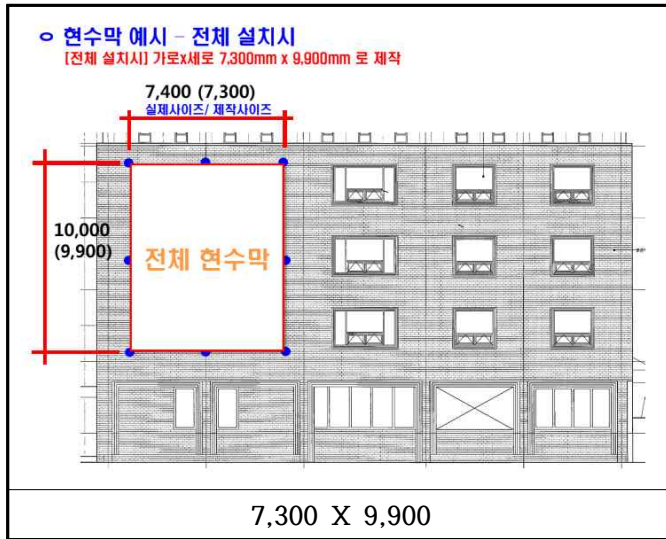 ㅇ 현수막 예시 - 전체 설치시
[전체 설치시] 가로x세로 7,300mm x 9,900mm 로 제작
7,400 (7,300)
실제사이즈/ 제작사이즈
10,000
(9,900)
전체 현수막
7,300 X 9,900